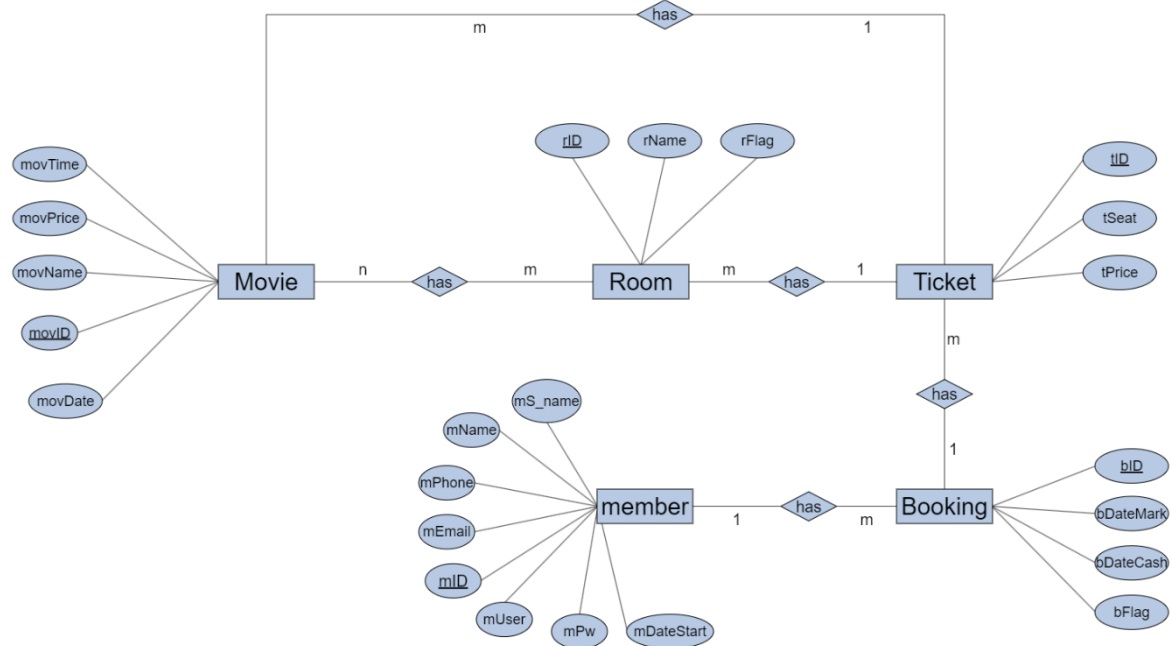 has
m
1
rID
rName
rFlag
movTime
movPrice
movName
movID
movDate
tID
tSeat
tPrice
Movie
n
has
m
Room
m
has
1
Ticket
m
has
1
mS_name
mName
mPhone
mEmail
mID
mUser
mPw
mDateStart
member
1
has
m
Booking
bID
bDateMark
bDateCash
bFlag